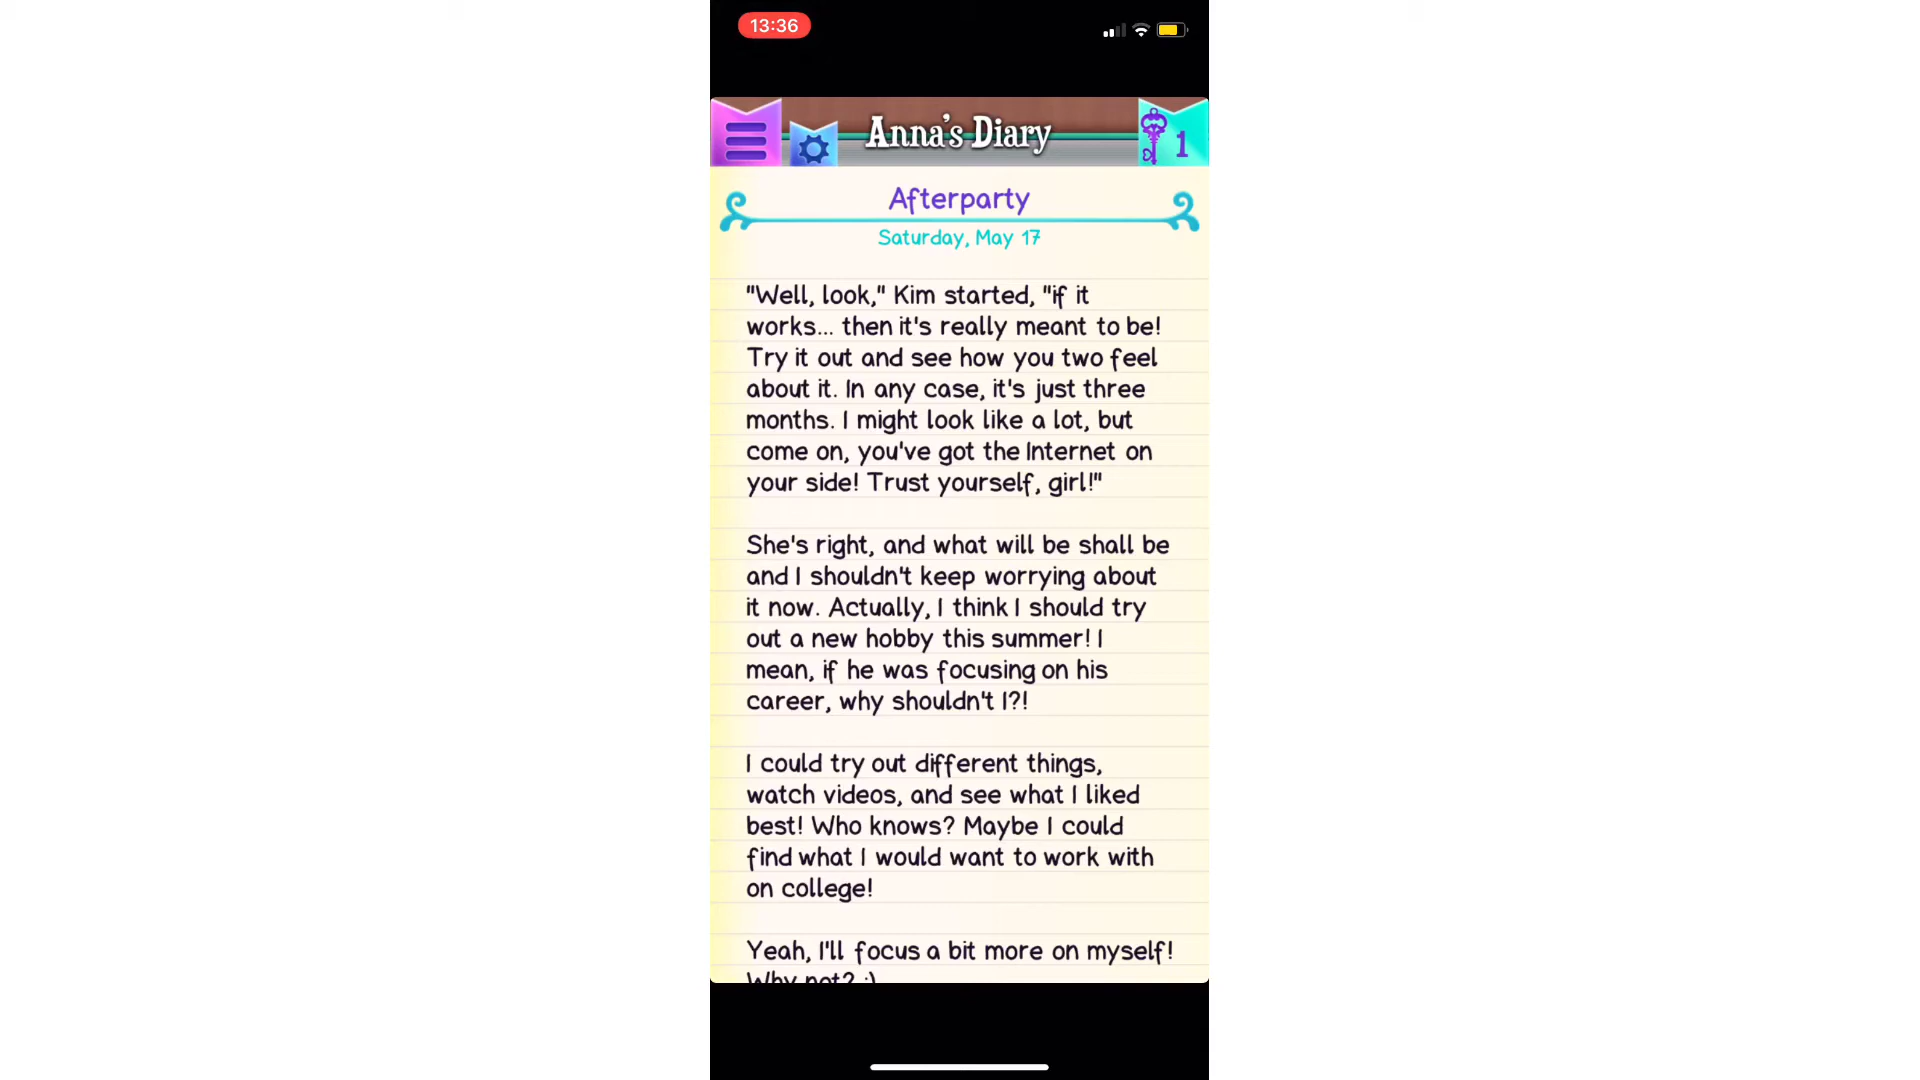 13:36
Anna's Diary
1
Afterparty
Saturday, May 17
"Well, look," Kim started, "if it
works... then it's really meant to be!
Try it out and see how you two feel
about it. In any case, it's just three
months. I might look like a lot, but
come on, you've got the Internet on
your side! Trust yourself, girl!"
She's right, and what will be shall be
and I shouldn't keep worrying about
it now. Actually, I think I should try
out a new hobby this summer! I
mean, if he was focusing on his
career, why shouldn't I?!
I could try out different things,
watch videos, and see what I liked
best! Who knows? Maybe I could
find what I would want to work with
on college!
Yeah, I'll focus a bit more on myself!
Why not? :)